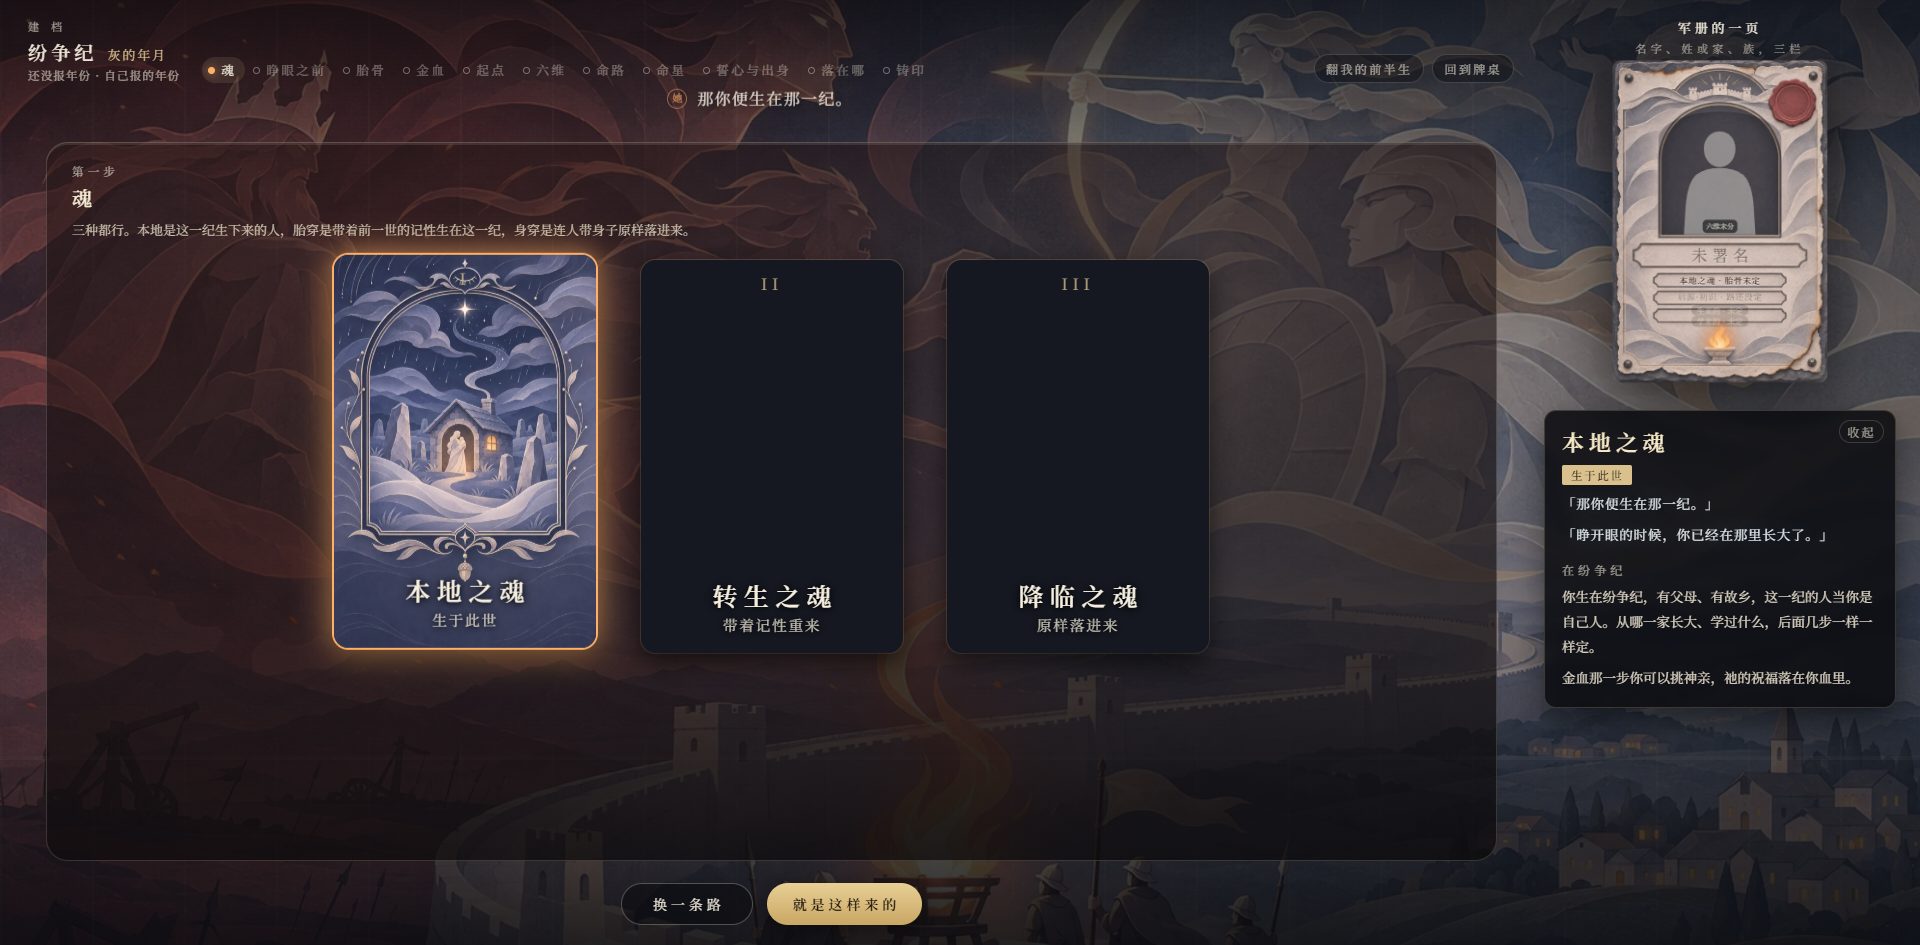 建档
纷争纪 灰的年月
还没报年份 · 自己报的年份
魂 睁眼之前 胎骨 金血 起点 六维 命路 命星 誓心与出身 落在哪 铸印
她 那你便生在那一纪。
翻我的前半生 回到牌桌
第一步
魂
三种都行。本地是这一纪生下来的人，胎穿是带着前一世的记性生在这一纪，身穿是连人带身子原样落进来。
I
本地之魂
生于此世
II
转生之魂
带着记性重来
III
降临之魂
原样落进来
换一条路 就是这样来的
军册的一页
名字、姓或家、族，三栏
六维未分
未署名
本地之魂 · 胎骨未定
收起
本地之魂
生于此世
「那你便生在那一纪。」
「睁开眼的时候，你已经在那里长大了。」
在纷争纪
你生在纷争纪，有父母、有故乡，这一纪的人当你是
自己人。从哪一家长大、学过什么，后面几步一样一
样定。
金血那一步你可以挑神亲，祂的祝福落在你血里。